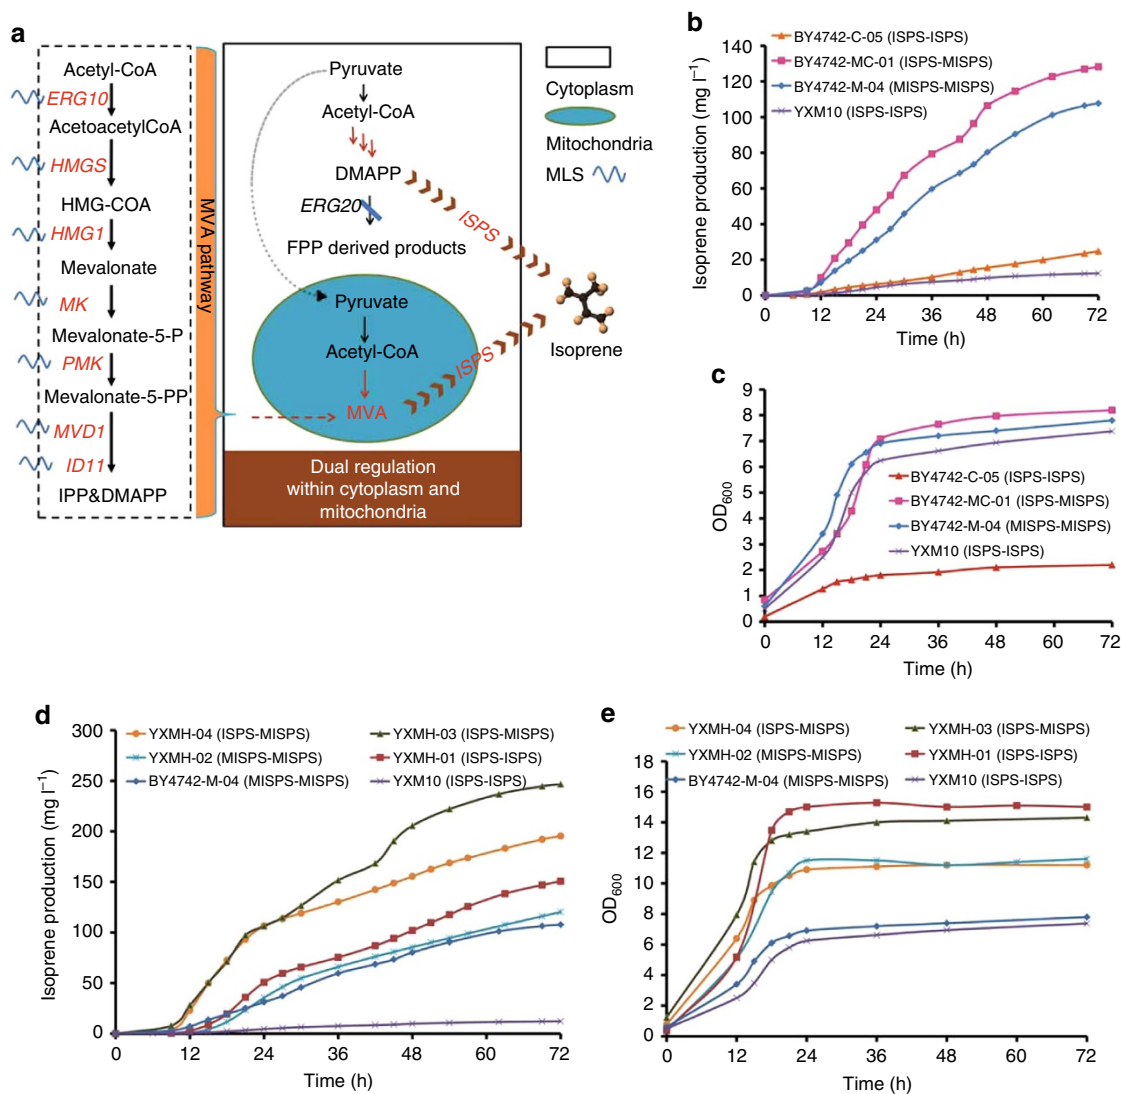 a
Acetyl-CoA
ERG10
AcetoacetylCoA
HMGS
HMG-COA
HMG1
Mevalonate
MK
Mevalonate-5-P
PMK
Mevalonate-5-PP
MVD1
ID11
IPP&DMAPP
MVA pathway
Pyruvate
Acetyl-CoA
DMAPP
ERG20
FPP derived products
ISPS
Pyruvate
Acetyl-CoA
MVA
ISPS
Isoprene
Dual regulation
within cytoplasm and
mitochondria
Cytoplasm
Mitochondria
MLS
b
BY4742-C-05 (ISPS-ISPS)
BY4742-MC-01 (ISPS-MISPS)
BY4742-M-04 (MISPS-MISPS)
YXM10 (ISPS-ISPS)
Isoprene production (mg l⁻¹)
140
120
100
80
60
40
20
0
0 12 24 36 48 60 72
Time (h)
c
9
8
7
6
5
4
3
2
1
0
OD600
BY4742-C-05 (ISPS-ISPS)
BY4742-MC-01 (ISPS-MISPS)
BY4742-M-04 (MISPS-MISPS)
YXM10 (ISPS-ISPS)
0 12 24 36 48 60 72
Time (h)
d
YXMH-04 (ISPS-MISPS) YXMH-03 (ISPS-MISPS)
YXMH-02 (MISPS-MISPS) YXMH-01 (ISPS-ISPS)
BY4742-M-04 (MISPS-MISPS) YXM10 (ISPS-ISPS)
Isoprene production (mg l⁻¹)
300
250
200
150
100
50
0
0 12 24 36 48 60 72
Time (h)
e
YXMH-04 (ISPS-MISPS) YXMH-03 (ISPS-MISPS)
YXMH-02 (MISPS-MISPS) YXMH-01 (ISPS-ISPS)
BY4742-M-04 (MISPS-MISPS) YXM10 (ISPS-ISPS)
OD600
18
16
14
12
10
8
6
4
2
0
0 12 24 36 48 60 72
Time (h)